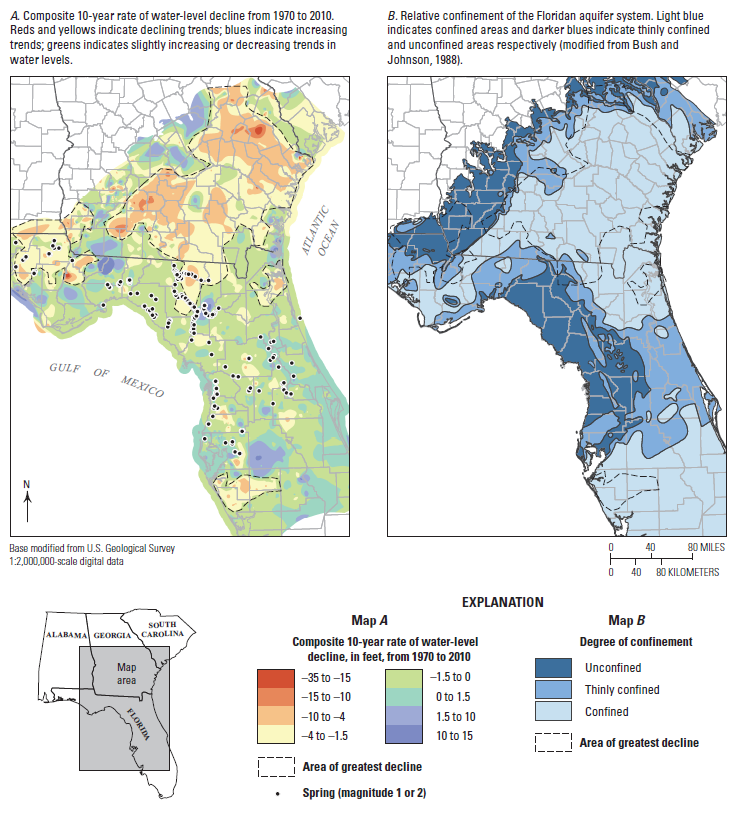 A. Composite 10-year rate of water-level decline from 1970 to 2010.
Reds and yellows indicate declining trends; blues indicate increasing
trends; greens indicates slightly increasing or decreasing trends in
water levels.
B. Relative confinement of the Floridan aquifer system. Light blue
indicates confined areas and darker blues indicate thinly confined
and unconfined areas respectively (modified from Bush and
Johnson, 1988).
ATLANTIC
OCEAN
GULF OF MEXICO
N
Base modified from U.S. Geological Survey
1:2,000,000-scale digital data
0 40 80 MILES
0 40 80 KILOMETERS
EXPLANATION
Map A
Composite 10-year rate of water-level
decline, in feet, from 1970 to 2010
–35 to –15
–15 to –10
–10 to –4
–4 to –1.5
–1.5 to 0
0 to 1.5
1.5 to 10
10 to 15
Area of greatest decline
Spring (magnitude 1 or 2)
Map B
Degree of confinement
Unconfined
Thinly confined
Confined
Area of greatest decline
ALABAMA
GEORGIA
SOUTH
CAROLINA
Map
area
FLORIDA